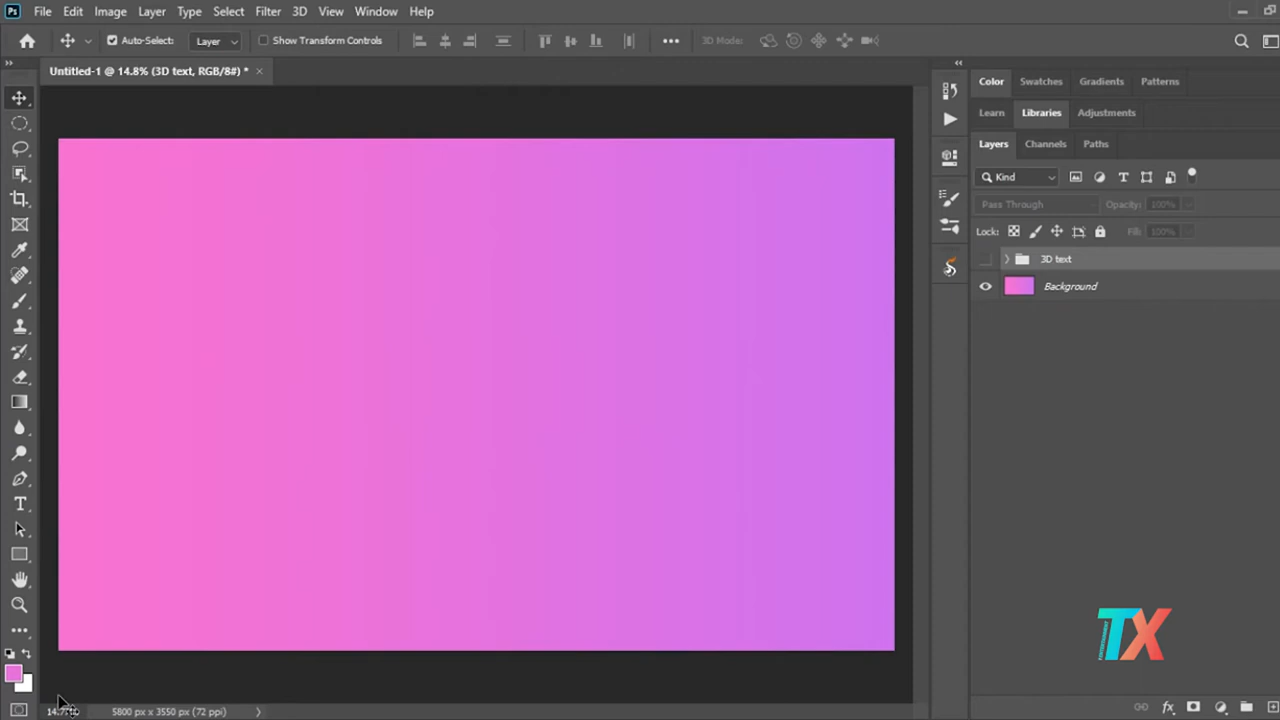 Ps File Edit Image Layer Type Select Filter 3D View Window Help
Auto-Select: Layer Show Transform Controls 3D Mode:
Untitled-1 @ 14.8% (3D text, RGB/8#) *
Color Swatches Gradients Patterns
Learn Libraries Adjustments
Layers Channels Paths
Kind
Pass Through Opacity: 100%
Lock: Fill: 100%
3D text
Background
TX
5800 px x 3550 px (72 ppi)